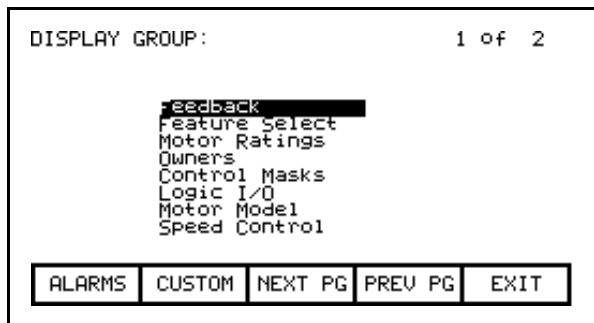 DISPLAY GROUP: 1 of 2
Feedback
Feature Select
Motor Ratings
Owners
Control Masks
Logic I/O
Motor Model
Speed Control
ALARMS CUSTOM NEXT PG PREV PG EXIT